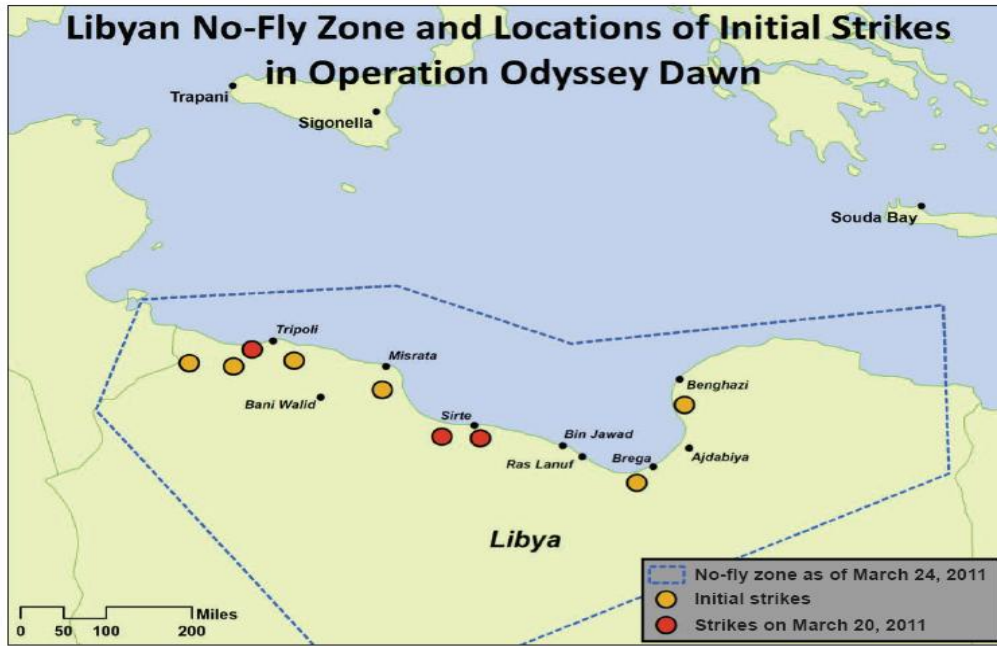 Libyan No-Fly Zone and Locations of Initial Strikes
in Operation Odyssey Dawn
Trapani
Sigonella
Souda Bay
Tripoli
Misrata
Benghazi
Bani Walid
Sirte
Bin Jawad
Ras Lanuf
Brega
Ajdabiya
Libya
No-fly zone as of March 24, 2011
Initial strikes
Strikes on March 20, 2011
Miles
0 50 100 200